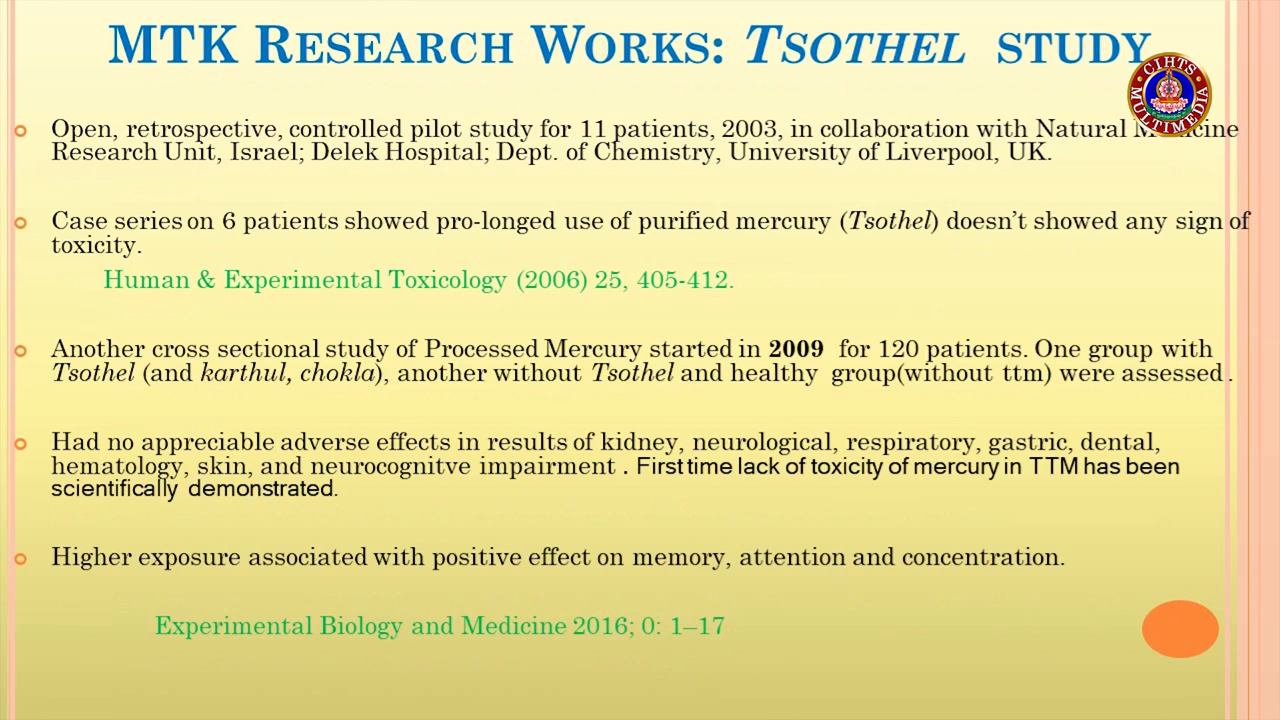 MTK RESEARCH WORKS: TSOTHEL STUDY
CIHTS MULTIMEDIA
Open, retrospective, controlled pilot study for 11 patients, 2003, in collaboration with Natural Medicine
Research Unit, Israel; Delek Hospital; Dept. of Chemistry, University of Liverpool, UK.
Case series on 6 patients showed pro-longed use of purified mercury (Tsothel) doesn't showed any sign of
toxicity.
Human & Experimental Toxicology (2006) 25, 405-412.
Another cross sectional study of Processed Mercury started in 2009 for 120 patients. One group with
Tsothel (and karthul, chokla), another without Tsothel and healthy group(without ttm) were assessed .
Had no appreciable adverse effects in results of kidney, neurological, respiratory, gastric, dental,
hematology, skin, and neurocognitve impairment . First time lack of toxicity of mercury in TTM has been
scientifically demonstrated.
Higher exposure associated with positive effect on memory, attention and concentration.
Experimental Biology and Medicine 2016; 0: 1–17